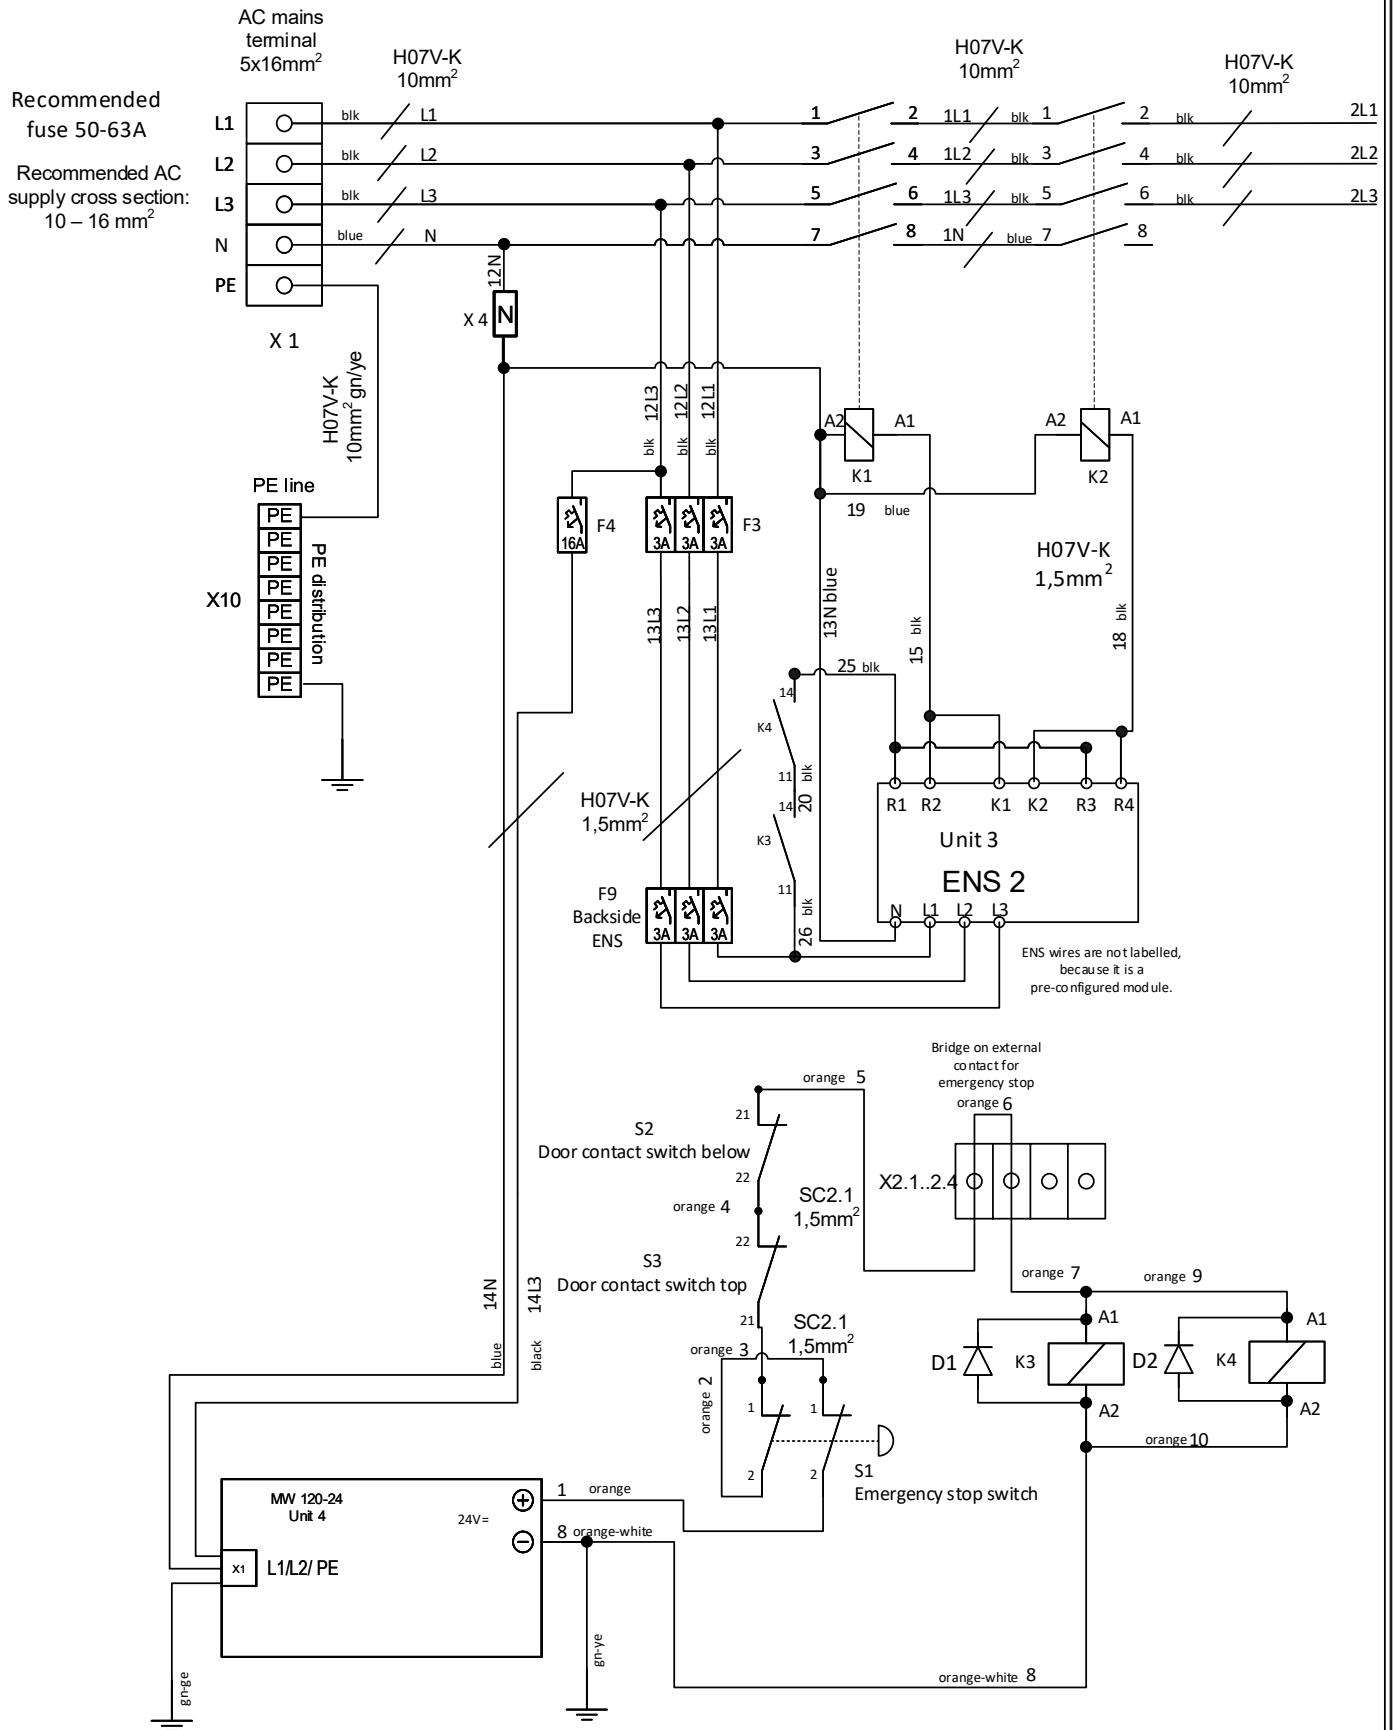 AC mains
terminal
5x16mm²
H07V-K
10mm²
H07V-K
10mm²
H07V-K
10mm²
Recommended
fuse 50-63A
Recommended AC
supply cross section:
10 – 16 mm²
L1 blk L1 1 2 1L1 blk 1 2 blk 2L1
L2 blk L2 3 4 1L2 blk 3 4 blk 2L2
L3 blk L3 5 6 1L3 blk 5 6 blk 2L3
N blue N 7 8 1N blue 7 8
PE
X 1
12N
X 4 N
H07V-K
10mm² gn/ye
12L3 12L2 12L1
blk blk blk
A2 A1
K1
A2 A1
K2
19 blue
PE line
PE
PE
PE
PE
PE
PE
PE
PE
PE distribution
X10
F4
16A
3A 3A 3A
F3
H07V-K
1,5mm²
13L3 13L2 13L1
13N blue
15 blk
18 blk
25 blk
14
K4
11
20 blk
14
K3
11
26 blk
H07V-K
1,5mm²
R1 R2 K1 K2 R3 R4
Unit 3
ENS 2
N L1 L2 L3
F9
Backside
ENS
3A 3A 3A
ENS wires are not labelled,
because it is a
pre-configured module.
Bridge on external
contact for
emergency stop
orange 6
orange 5
21
S2
Door contact switch below
22
orange 4
SC2.1
1,5mm²
X2.1..2.4
22
S3
Door contact switch top
21
orange 7
orange 9
14N
blue
14L3
black
SC2.1
1,5mm²
orange 3
orange 2
1 1
2 2
S1
Emergency stop switch
A1
D1 K3
A2
A1
D2 K4
A2
orange 10
MW 120-24
Unit 4
24V=
+
−
1 orange
8 orange-white
X1 L1/L2/ PE
gn-ge
gn-ye
orange-white 8